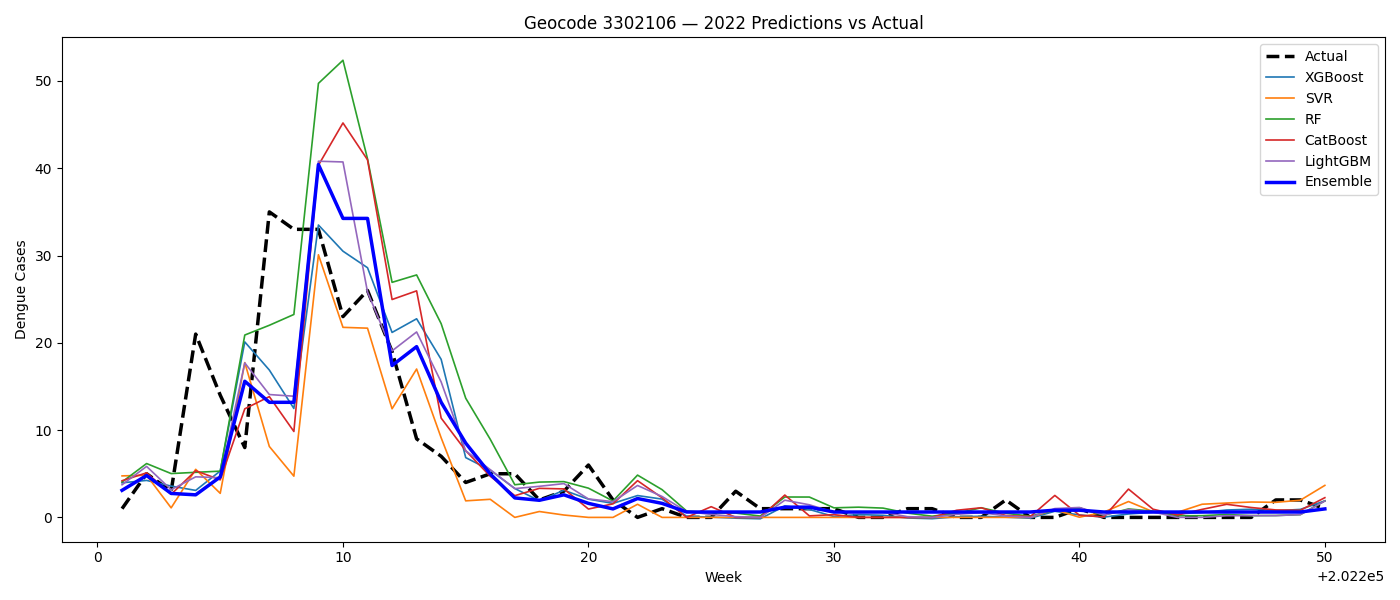 Geocode 3302106 — 2022 Predictions vs Actual
Dengue Cases
50
40
30
20
10
0
Actual
XGBoost
SVR
RF
CatBoost
LightGBM
Ensemble
0 10 20 30 40 50
Week
+2.022e5